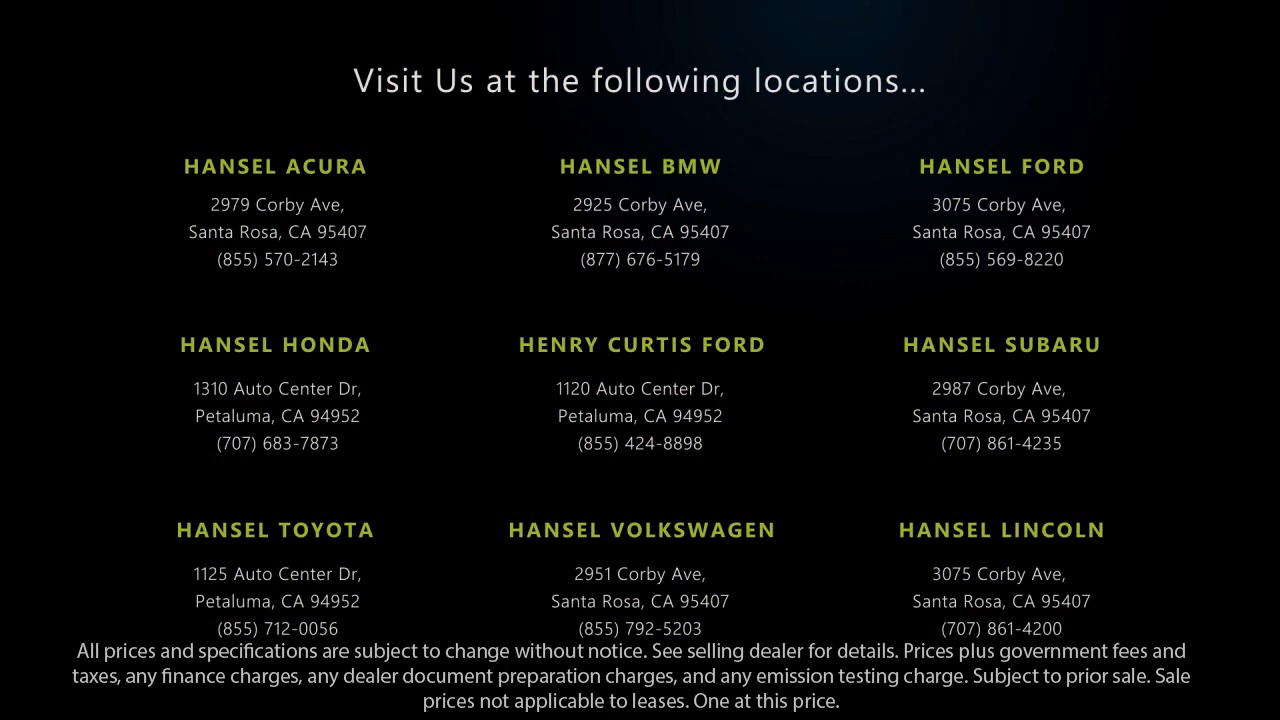 Visit Us at the following locations...
HANSEL ACURA
2979 Corby Ave,
Santa Rosa, CA 95407
(855) 570-2143
HANSEL BMW
2925 Corby Ave,
Santa Rosa, CA 95407
(877) 676-5179
HANSEL FORD
3075 Corby Ave,
Santa Rosa, CA 95407
(855) 569-8220
HANSEL HONDA
1310 Auto Center Dr,
Petaluma, CA 94952
(707) 683-7873
HENRY CURTIS FORD
1120 Auto Center Dr,
Petaluma, CA 94952
(855) 424-8898
HANSEL SUBARU
2987 Corby Ave,
Santa Rosa, CA 95407
(707) 861-4235
HANSEL TOYOTA
1125 Auto Center Dr,
Petaluma, CA 94952
(855) 712-0056
HANSEL VOLKSWAGEN
2951 Corby Ave,
Santa Rosa, CA 95407
(855) 792-5203
HANSEL LINCOLN
3075 Corby Ave,
Santa Rosa, CA 95407
(707) 861-4200
All prices and specifications are subject to change without notice. See selling dealer for details. Prices plus government fees and
taxes, any finance charges, any dealer document preparation charges, and any emission testing charge. Subject to prior sale. Sale
prices not applicable to leases. One at this price.